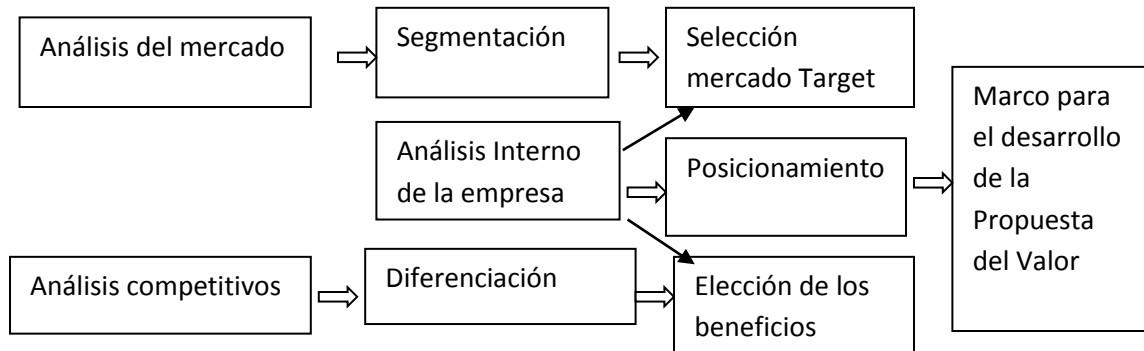 Análisis del mercado
Segmentación
Selección
mercado Target
Análisis Interno
de la empresa
Posicionamiento
Marco para
el desarrollo
de la
Propuesta
del Valor
Análisis competitivos
Diferenciación
Elección de los
beneficios